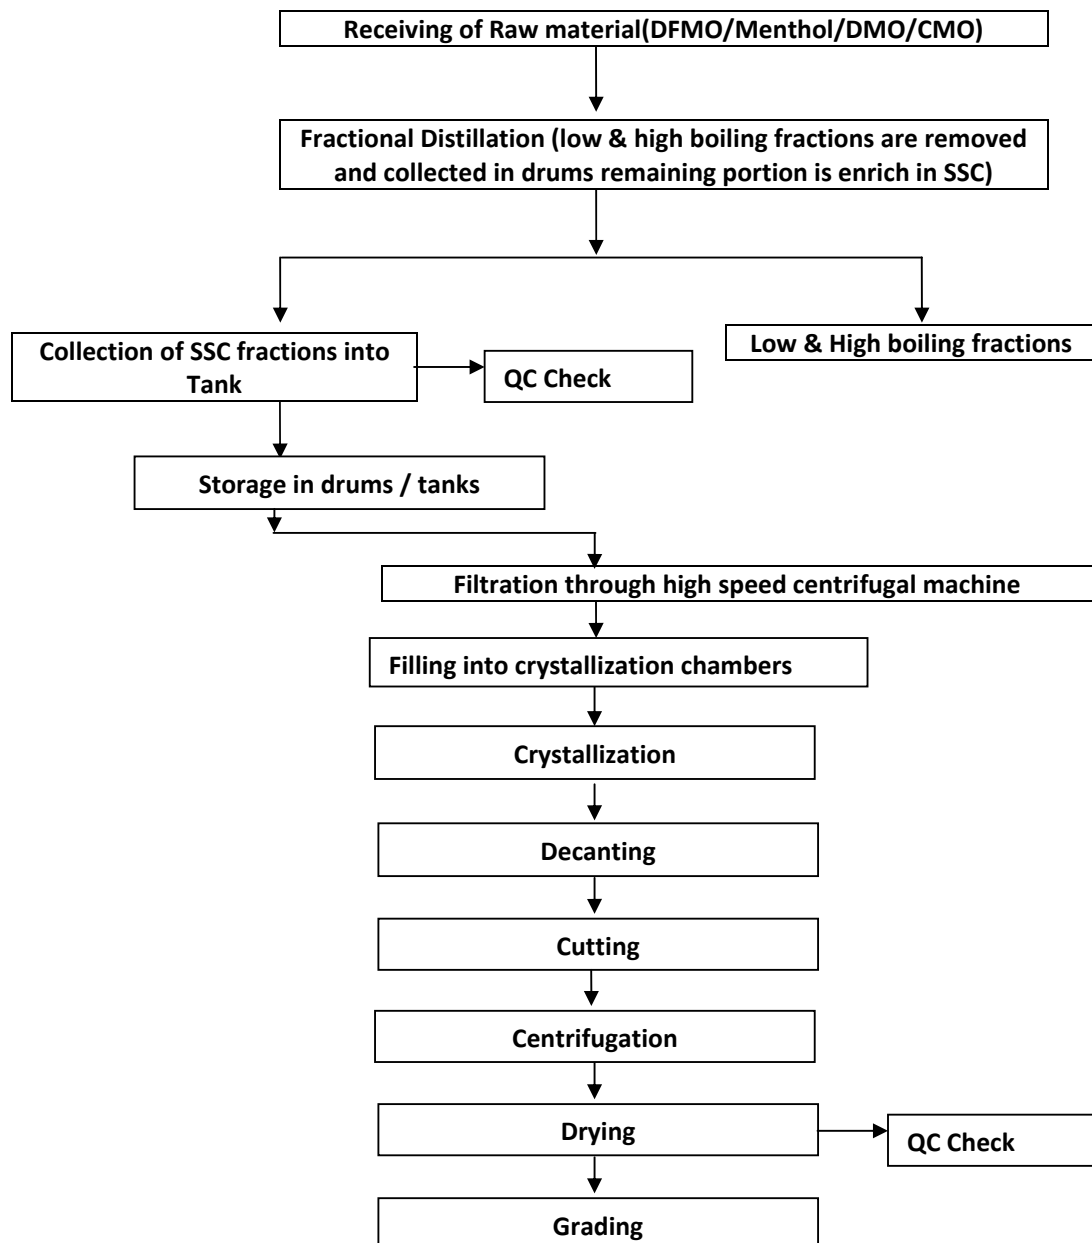 Receiving of Raw material(DFMO/Menthol/DMO/CMO)
Fractional Distillation (low & high boiling fractions are removed
and collected in drums remaining portion is enrich in SSC)
Collection of SSC fractions into
Tank
QC Check
Low & High boiling fractions
Storage in drums / tanks
Filtration through high speed centrifugal machine
Filling into crystallization chambers
Crystallization
Decanting
Cutting
Centrifugation
Drying
QC Check
Grading